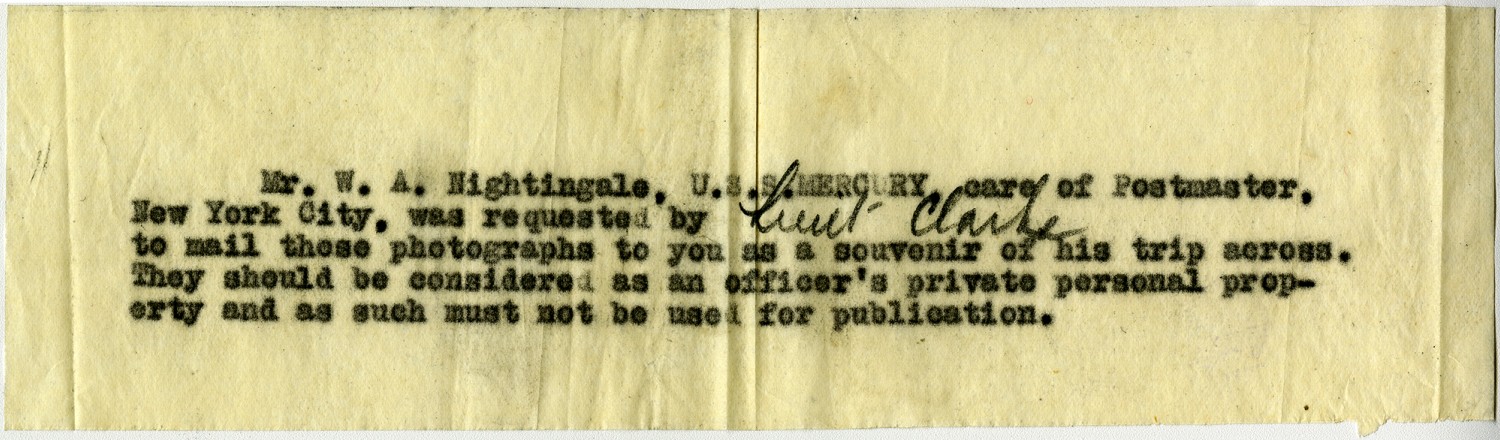 Mr. W. A. Nightingale, U.S.S.MERCURY, care of Postmaster,
New York City, was requested by Lieut Clarke
to mail these photographs to you as a souvenir of his trip across.
They should be considered as an officer's private personal prop-
erty and as such must not be used for publication.